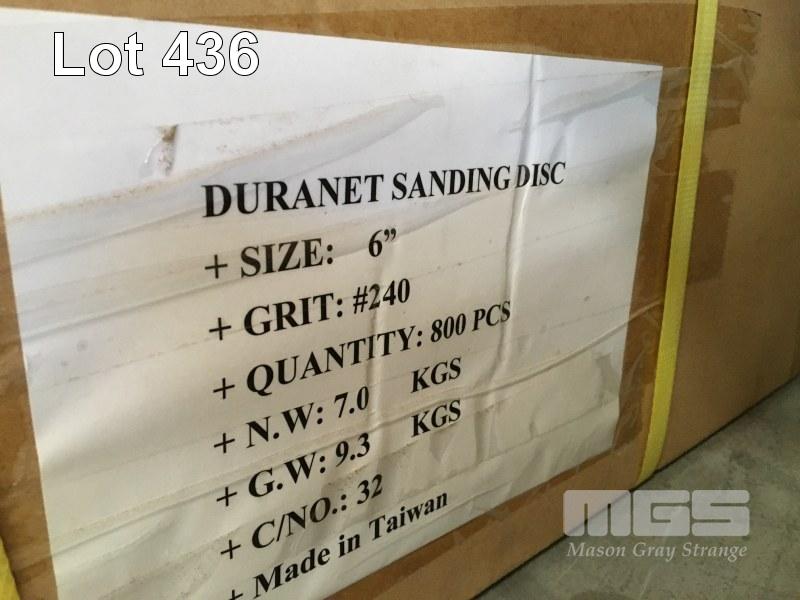 Lot 436
DURANET SANDING DISC
+ SIZE: 6”
+ GRIT: #240
+ QUANTITY: 800 PCS
+ N.W: 7.0 KGS
+ G.W: 9.3 KGS
+ C/NO.: 32
+ Made in Taiwan
MGS
Mason Gray Strange